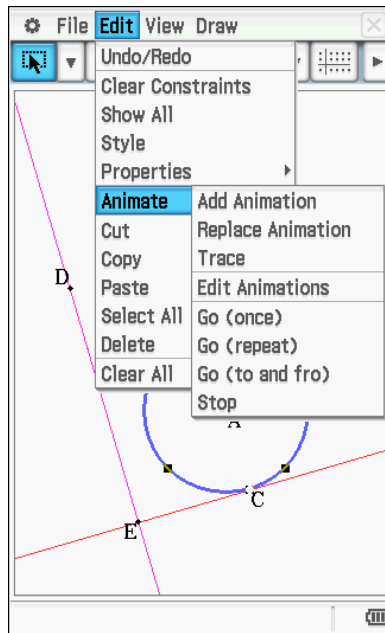 File Edit View Draw
Undo/Redo
Clear Constraints
Show All
Style
Properties
Animate
Cut
Copy
Paste
Select All
Delete
Clear All
Add Animation
Replace Animation
Trace
Edit Animations
Go (once)
Go (repeat)
Go (to and fro)
Stop
D
A
C
E